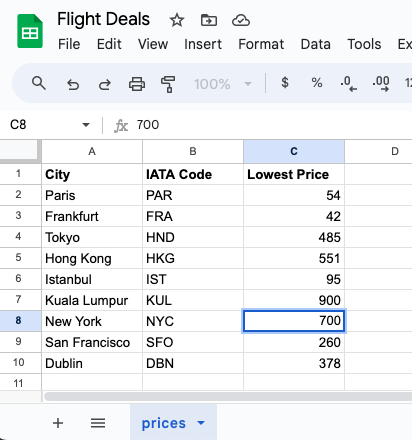 Flight Deals
File Edit View Insert Format Data Tools Ex
100% $ % .0 .00 12
C8 fx 700
A B C D
1 City IATA Code Lowest Price
2 Paris PAR 54
3 Frankfurt FRA 42
4 Tokyo HND 485
5 Hong Kong HKG 551
6 Istanbul IST 95
7 Kuala Lumpur KUL 900
8 New York NYC 700
9 San Francisco SFO 260
10 Dublin DBN 378
11
prices